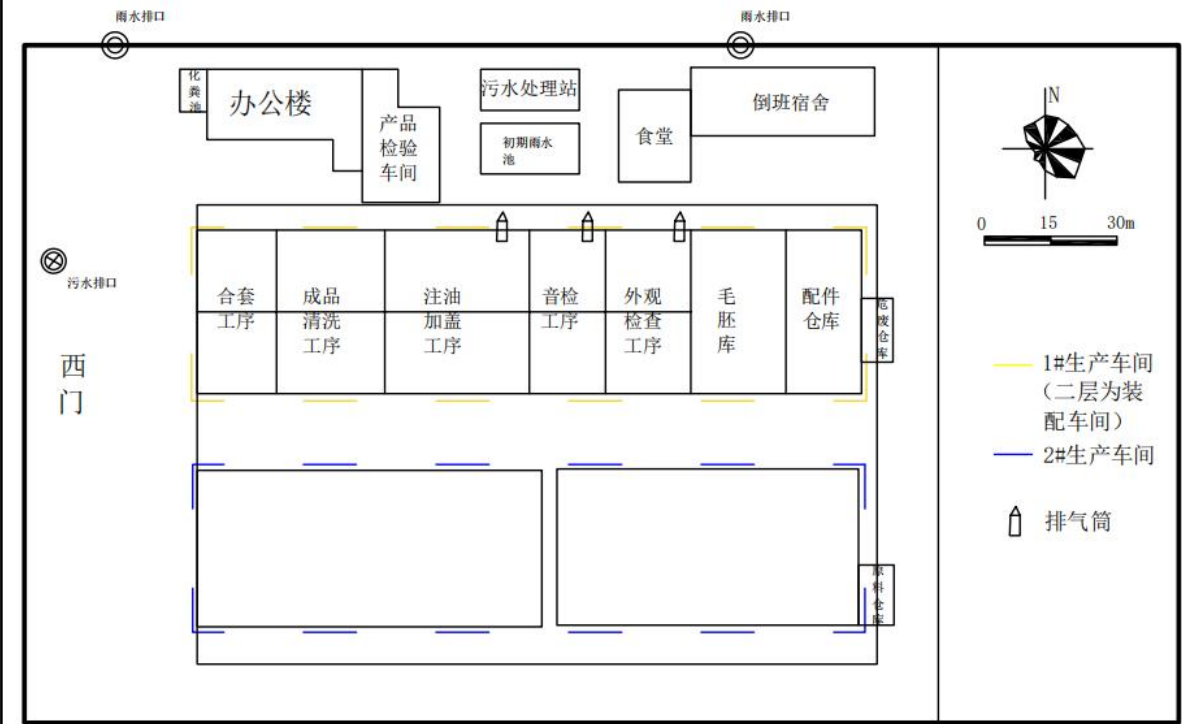 雨水排口
雨水排口
化
粪
池
办公楼
产品
检验
车间
污水处理站
初期雨水
池
食堂
倒班宿舍
N
0 15 30m
污水排口
西
门
合套
工序
成品
清洗
工序
注油
加盖
工序
音检
工序
外观
检查
工序
毛
胚
库
配件
仓库
危
废
仓
库
原
料
仓
库
1#生产车间
（二层为装
配车间）
2#生产车间
排气筒